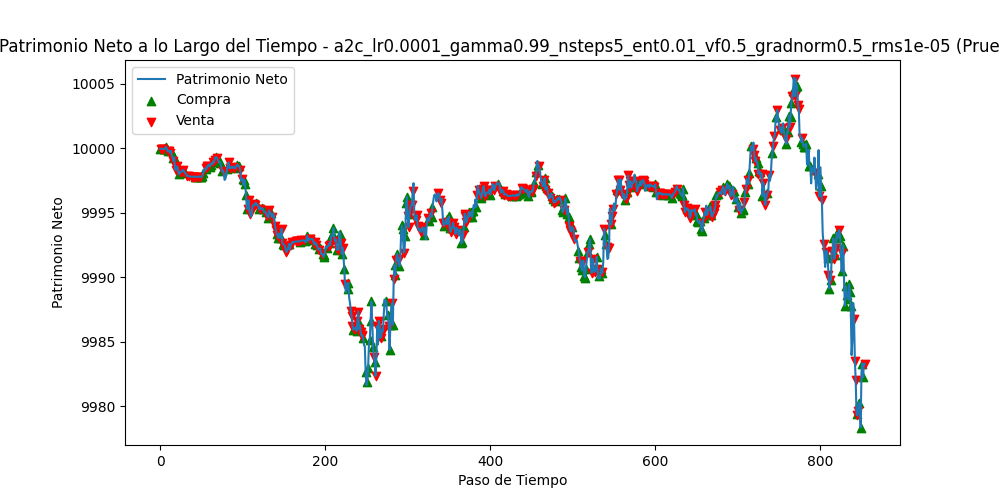 Patrimonio Neto a lo Largo del Tiempo - a2c_lr0.0001_gamma0.99_nsteps5_ent0.01_vf0.5_gradnorm0.5_rms1e-05 (Prue
Patrimonio Neto
Compra
Venta
10005
10000
9995
9990
9985
9980
Patrimonio Neto
0 200 400 600 800
Paso de Tiempo